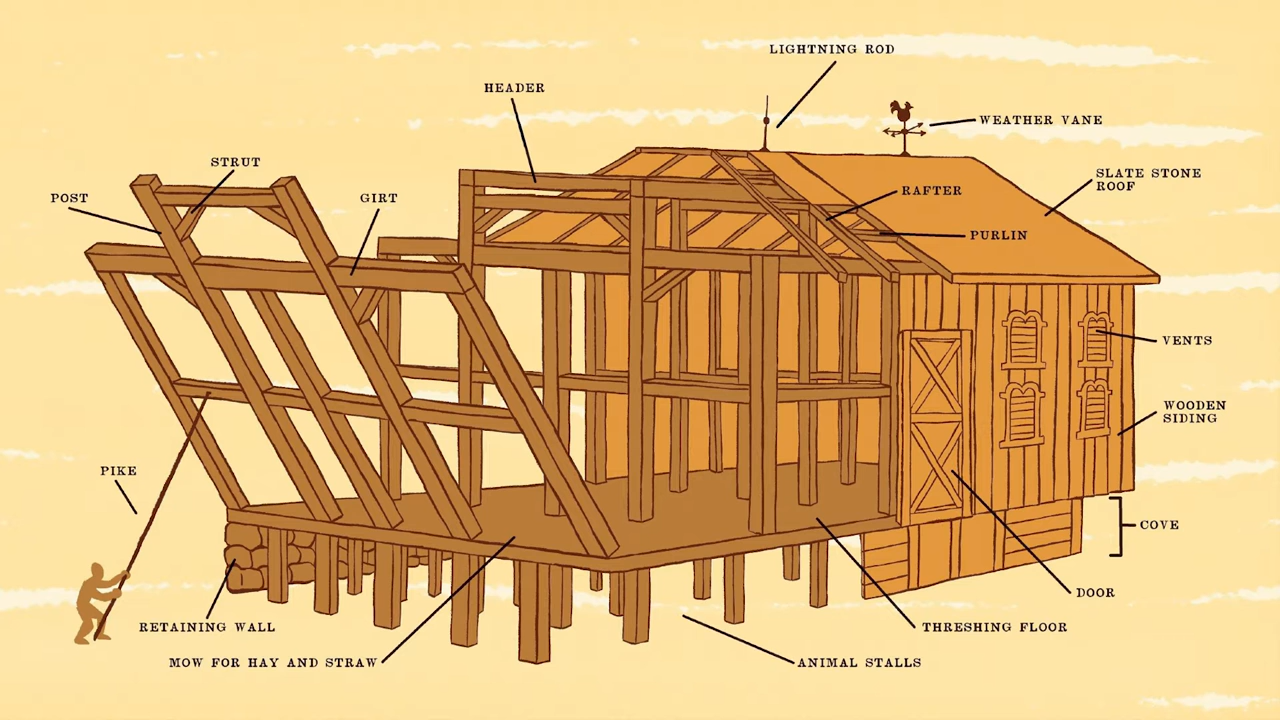 LIGHTNING ROD
HEADER
WEATHER VANE
STRUT
SLATE STONE
ROOF
POST
GIRT
RAFTER
PURLIN
VENTS
WOODEN
SIDING
PIKE
COVE
DOOR
RETAINING WALL
THRESHING FLOOR
MOW FOR HAY AND STRAW
ANIMAL STALLS